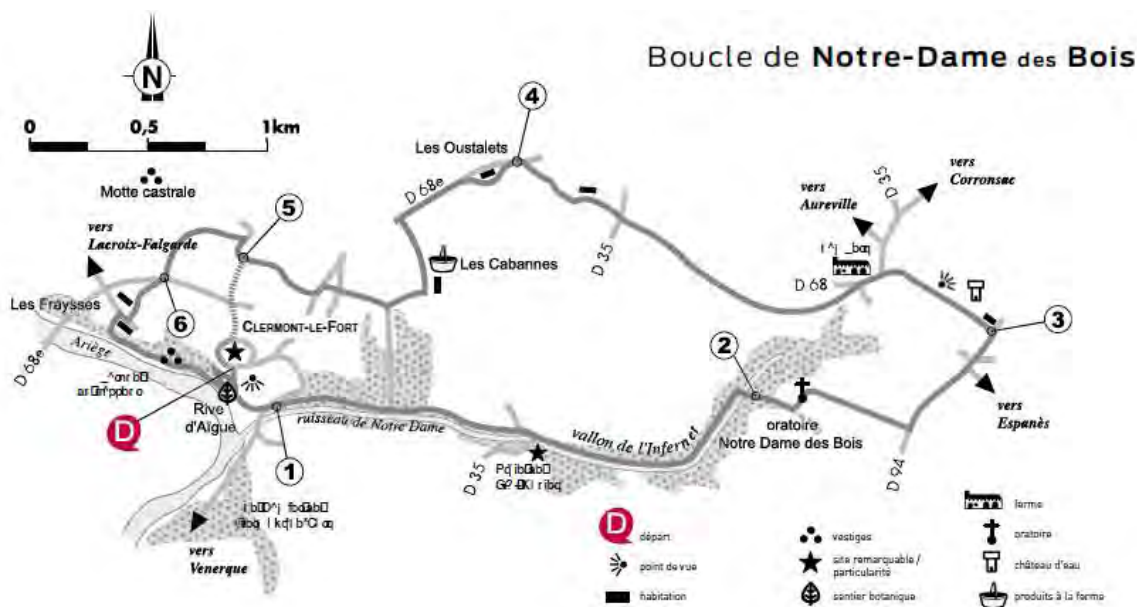 Boucle de Notre-Dame des Bois
N
0 0,5 1km
Motte castrale
vers
Lacroix-Falgarde
5
Les Oustalets
4
D 68e
D 35
vers
Aureville
D 35
vers
Corronsac
D 68
Les Cabannes
Les Fraysses
6
CLERMONT-LE-FORT
Ariège
D 68e
Rive
d'Aïgue
D
1
ruisseau de Notre Dame
D 35
vallon de l'Infernet
2
oratoire
Notre Dame des Bois
3
vers
Espanès
D 94
vers
Venerque
D
départ
point de vue
habitation
vestiges
site remarquable /
particularité
sentier botanique
ferme
oratoire
château d'eau
produits à la ferme